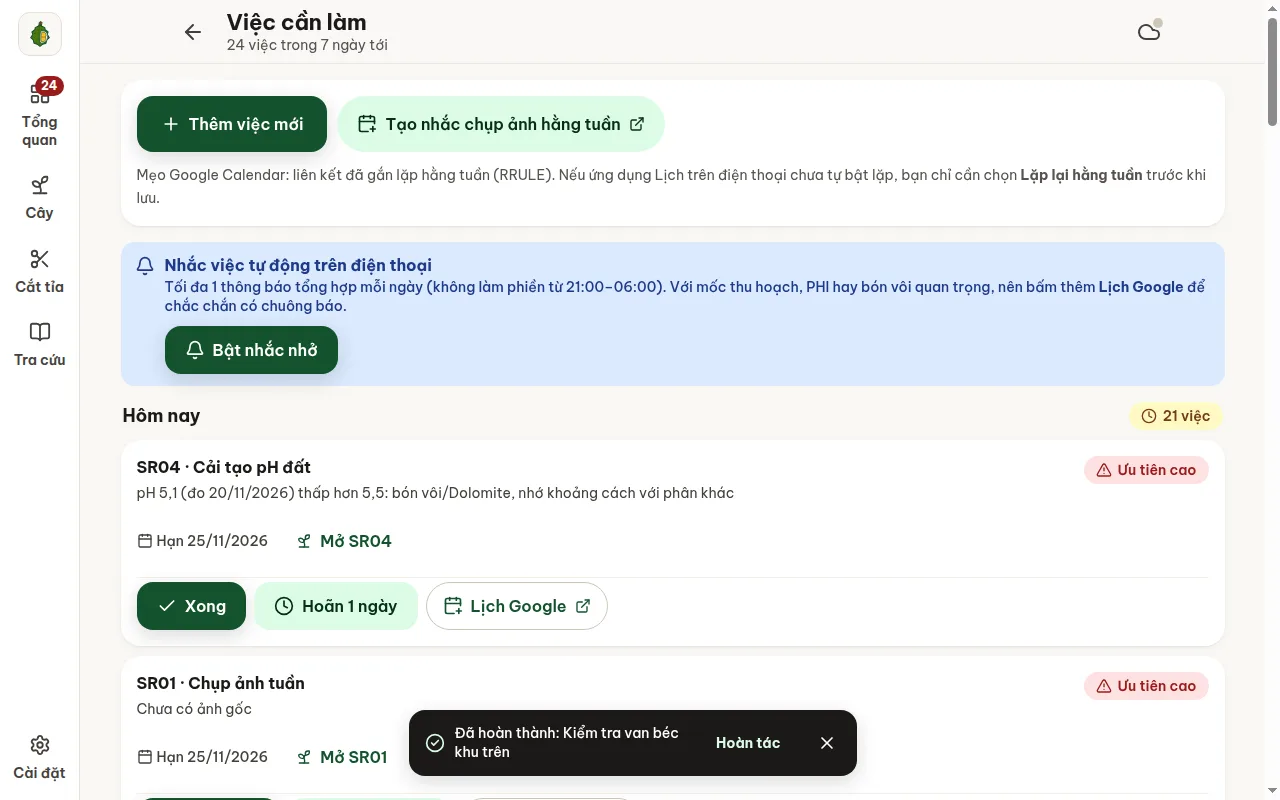 Việc cần làm
24 việc trong 7 ngày tới
24
Tổng
quan
Cây
Cắt tỉa
Tra cứu
Cài đặt
Thêm việc mới
Tạo nhắc chụp ảnh hằng tuần
Mẹo Google Calendar: liên kết đã gắn lặp hằng tuần (RRULE). Nếu ứng dụng Lịch trên điện thoại chưa tự bật lặp, bạn chỉ cần chọn Lặp lại hằng tuần trước khi
lưu.
Nhắc việc tự động trên điện thoại
Tối đa 1 thông báo tổng hợp mỗi ngày (không làm phiền từ 21:00–06:00). Với mốc thu hoạch, PHI hay bón vôi quan trọng, nên bấm thêm Lịch Google để
chắc chắn có chuông báo.
Bật nhắc nhở
Hôm nay
21 việc
SR04 · Cải tạo pH đất
Ưu tiên cao
pH 5,1 (đo 20/11/2026) thấp hơn 5,5: bón vôi/Dolomite, nhớ khoảng cách với phân khác
Hạn 25/11/2026
Mở SR04
Xong
Hoãn 1 ngày
Lịch Google
SR01 · Chụp ảnh tuần
Ưu tiên cao
Chưa có ảnh gốc
Hạn 25/11/2026
Mở SR01
Đã hoàn thành: Kiểm tra van béc
khu trên
Hoàn tác